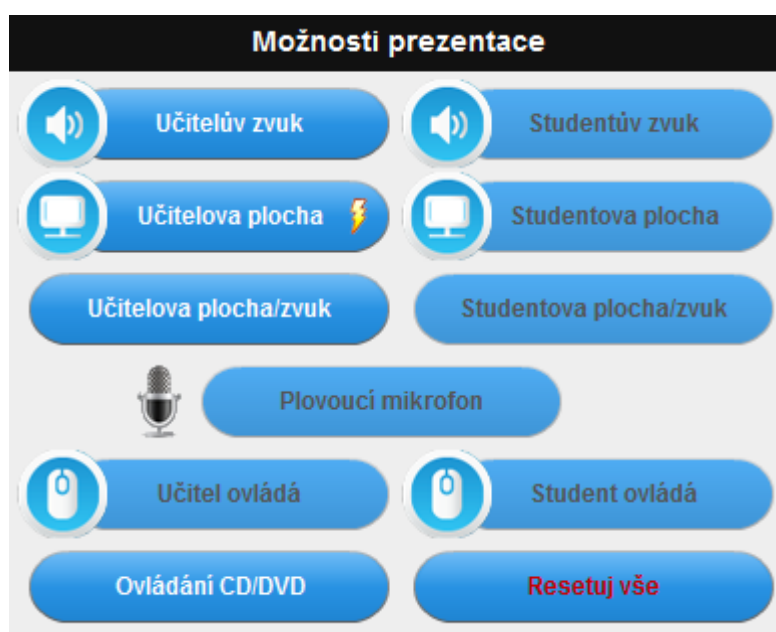 Možnosti prezentace
Učitelův zvuk
Studentův zvuk
Učitelova plocha
Studentova plocha
Učitelova plocha/zvuk
Studentova plocha/zvuk
Plovoucí mikrofon
Učitel ovládá
Student ovládá
Ovládání CD/DVD
Resetuj vše